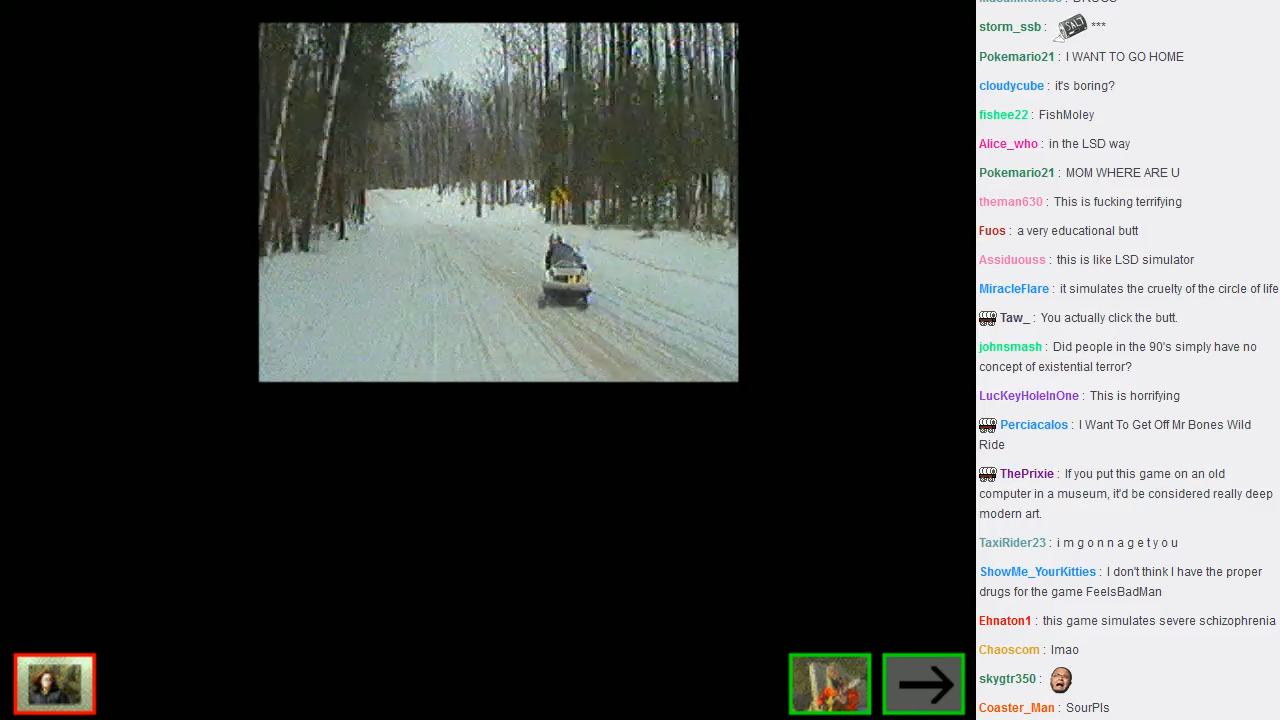 storm_ssb : SALT ***
Pokemario21 : I WANT TO GO HOME
cloudycube : it's boring?
fishee22 : FishMoley
Alice_who : in the LSD way
Pokemario21 : MOM WHERE ARE U
theman630 : This is fucking terrifying
Fuos : a very educational butt
Assiduouss : this is like LSD simulator
MiracleFlare : it simulates the cruelty of the circle of life
Taw_ : You actually click the butt.
johnsmash : Did people in the 90's simply have no
concept of existential terror?
LucKeyHoleInOne : This is horrifying
Perciacalos : I Want To Get Off Mr Bones Wild
Ride
ThePrixie : If you put this game on an old
computer in a museum, it'd be considered really deep
modern art.
TaxiRider23 : i m g o n n a g e t y o u
ShowMe_YourKitties : I don't think I have the proper
drugs for the game FeelsBadMan
Ehnaton1 : this game simulates severe schizophrenia
Chaoscom : lmao
skygtr350 :
Coaster_Man : SourPls